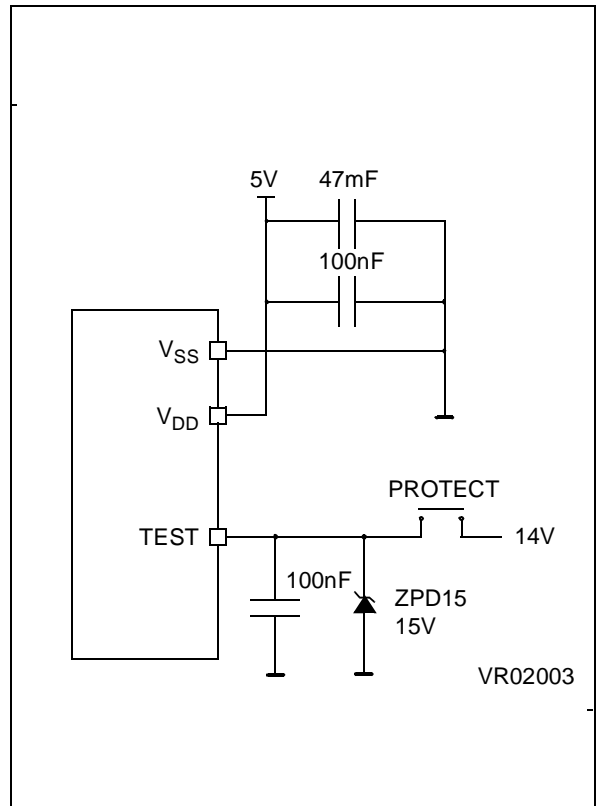 5V 47mF
100nF
VSS
VDD
PROTECT
TEST
14V
100nF
ZPD15
15V
VR02003